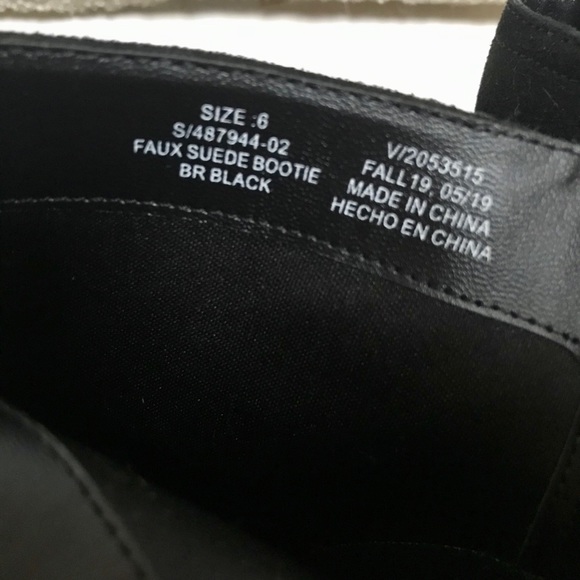 SIZE :6
S/487944-02
FAUX SUEDE BOOTIE
BR BLACK
V/2053515
FALL19, 05/19
MADE IN CHINA
HECHO EN CHINA